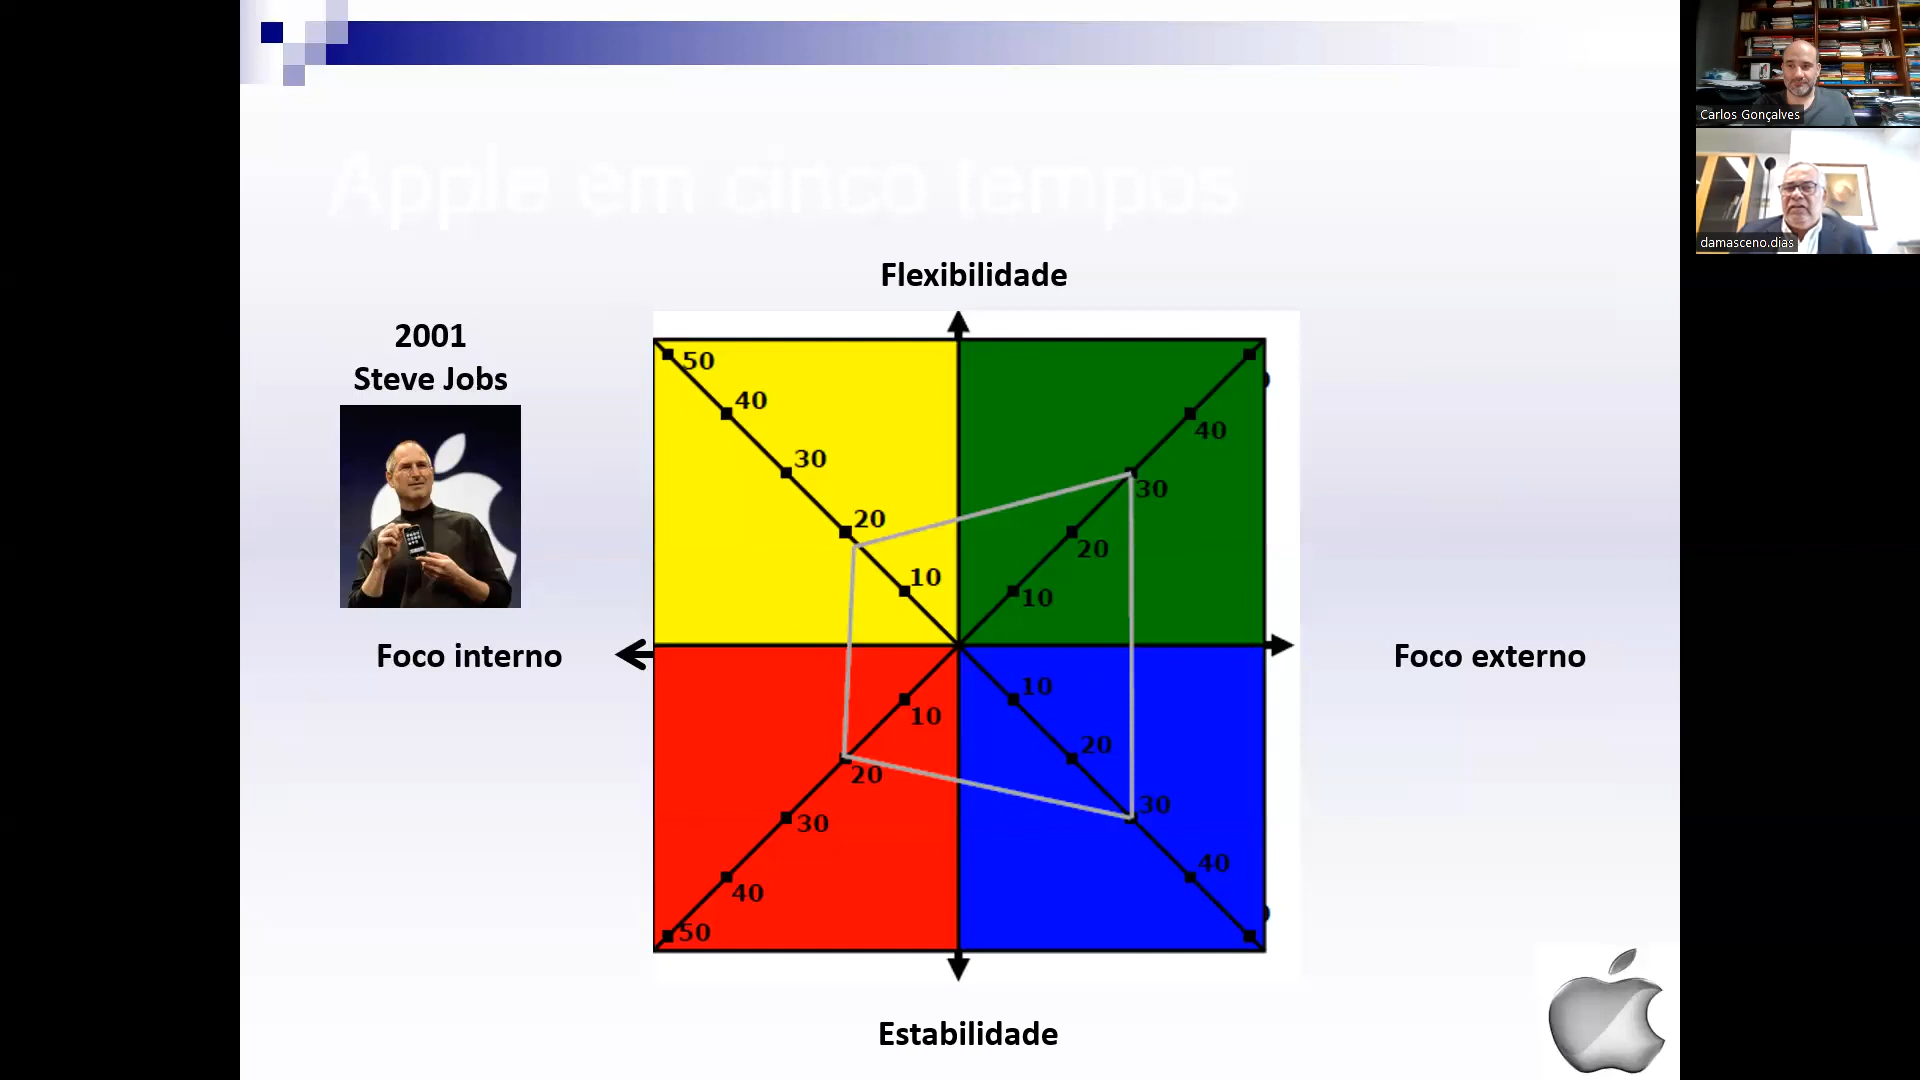 Apple em cinco tempos
Flexibilidade
2001
Steve Jobs
50
40
30
20
10
40
30
20
10
Foco interno
Foco externo
10
20
30
40
50
10
20
30
40
Estabilidade
Carlos Gonçalves
damasceno.dias